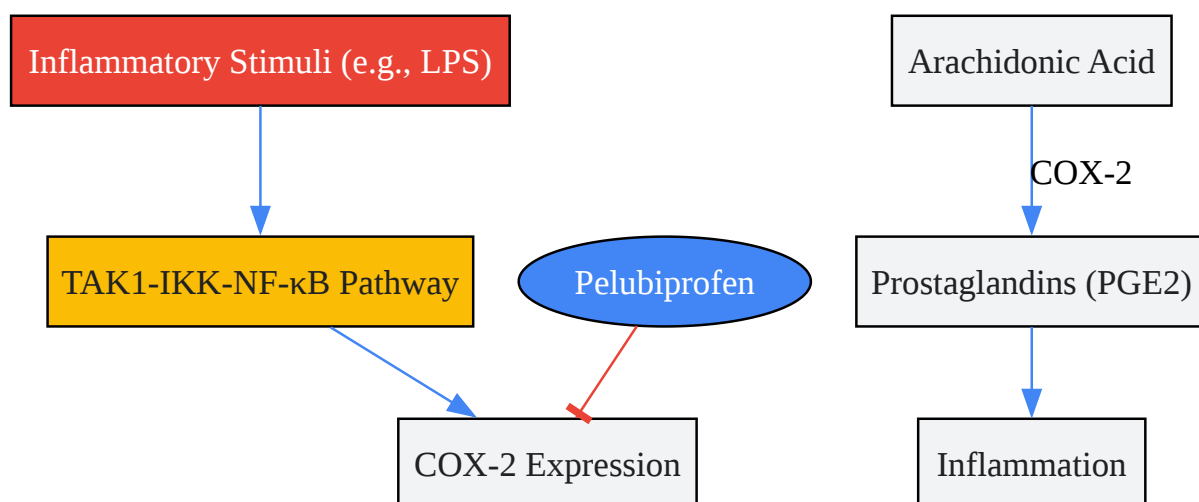 Inflammatory Stimuli (e.g., LPS)
Arachidonic Acid
COX-2
TAK1-IKK-NF-κB Pathway
Pelubiprofen
Prostaglandins (PGE2)
COX-2 Expression
Inflammation